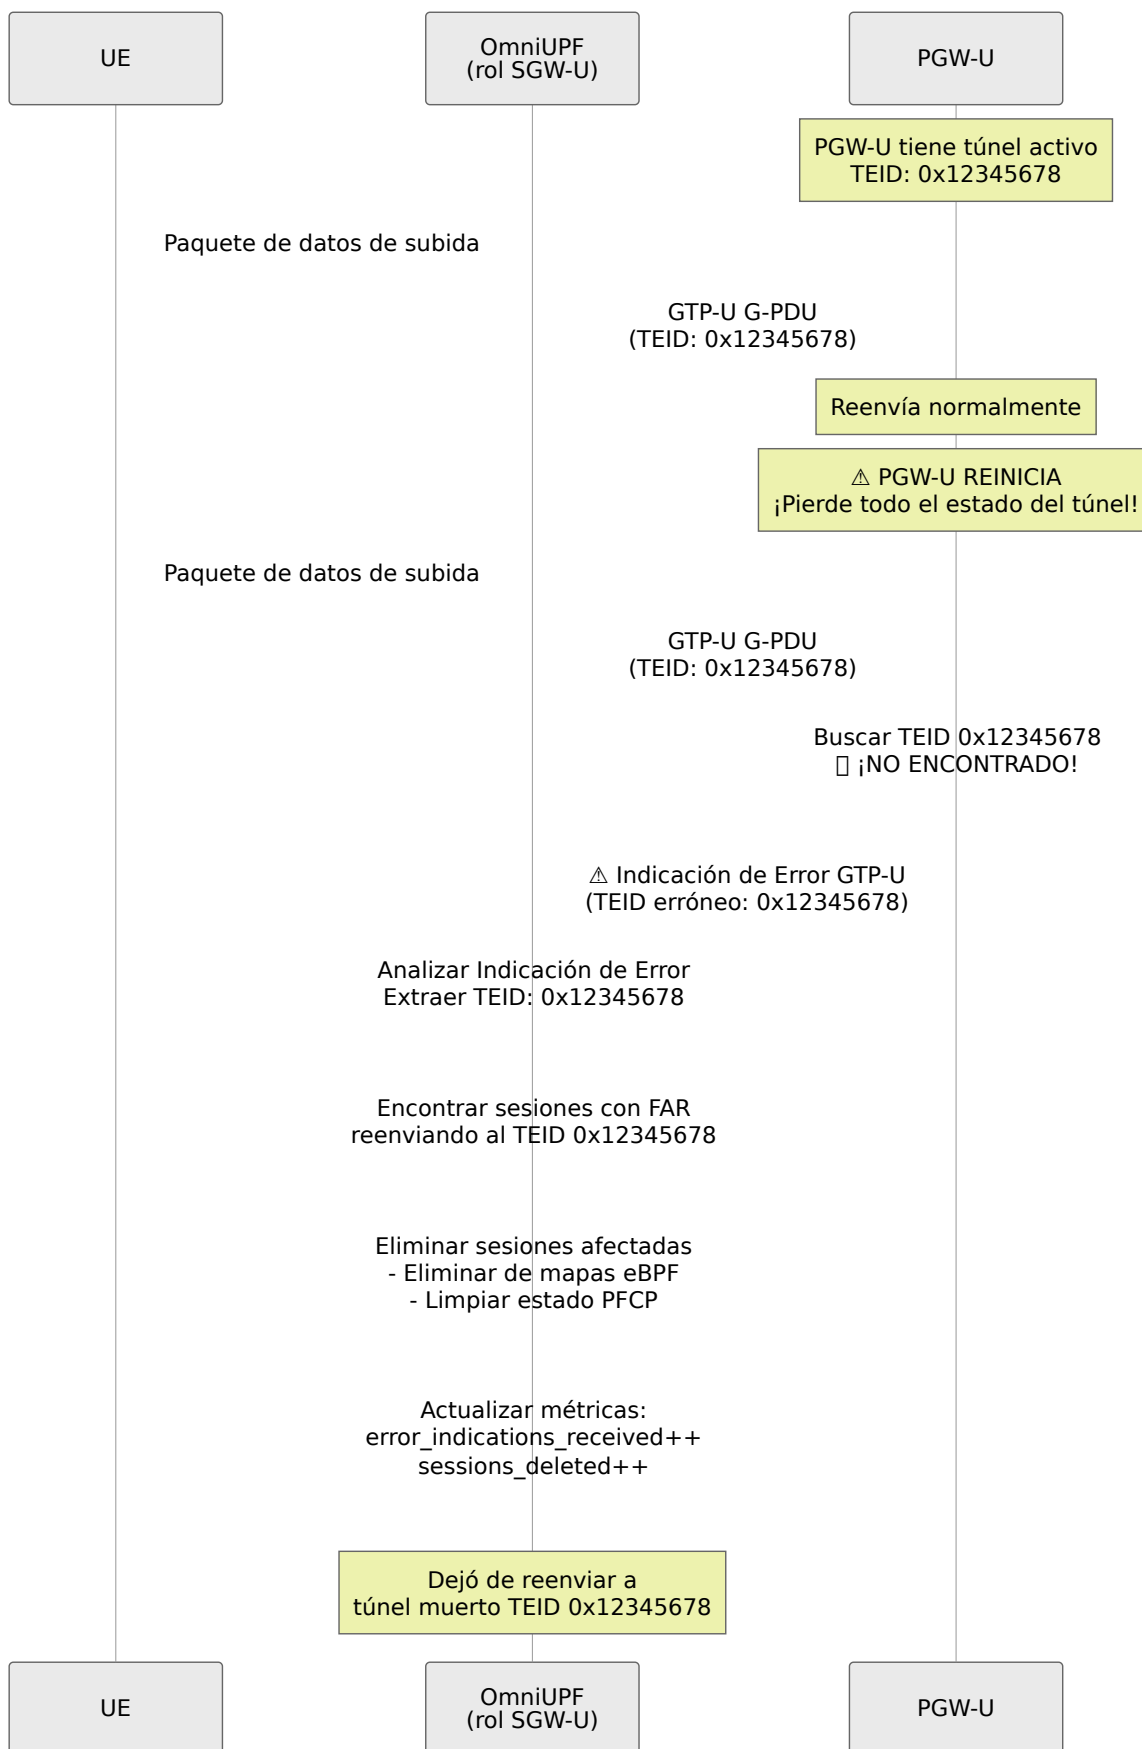 UE
OmniUPF
(rol SGW-U)
PGW-U
PGW-U tiene túnel activo
TEID: 0x12345678
Paquete de datos de subida
GTP-U G-PDU
(TEID: 0x12345678)
Reenvía normalmente
⚠ PGW-U REINICIA
¡Pierde todo el estado del túnel!
Paquete de datos de subida
GTP-U G-PDU
(TEID: 0x12345678)
Buscar TEID 0x12345678
¡NO ENCONTRADO!
⚠ Indicación de Error GTP-U
(TEID erróneo: 0x12345678)
Analizar Indicación de Error
Extraer TEID: 0x12345678
Encontrar sesiones con FAR
reenviando al TEID 0x12345678
Eliminar sesiones afectadas
- Eliminar de mapas eBPF
- Limpiar estado PFCP
Actualizar métricas:
error_indications_received++
sessions_deleted++
Dejó de reenviar a
túnel muerto TEID 0x12345678
UE
OmniUPF
(rol SGW-U)
PGW-U